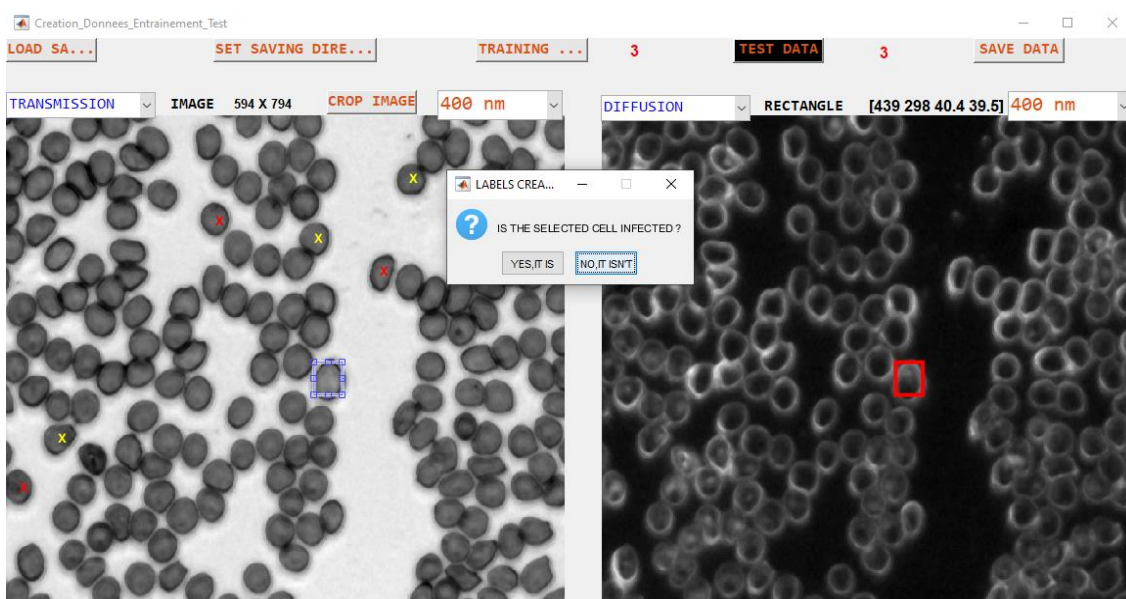 Creation_Donnees_Entrainement_Test
LOAD SA... SET SAVING DIRE... TRAINING ... 3 TEST DATA 3 SAVE DATA
TRANSMISSION IMAGE 594 X 794 CROP IMAGE 400 nm DIFFUSION RECTANGLE [439 298 40.4 39.5] 400 nm
X
LABELS CREA...
X
X
? IS THE SELECTED CELL INFECTED ?
X
YES,IT IS NO,IT ISN'T
X
X
X